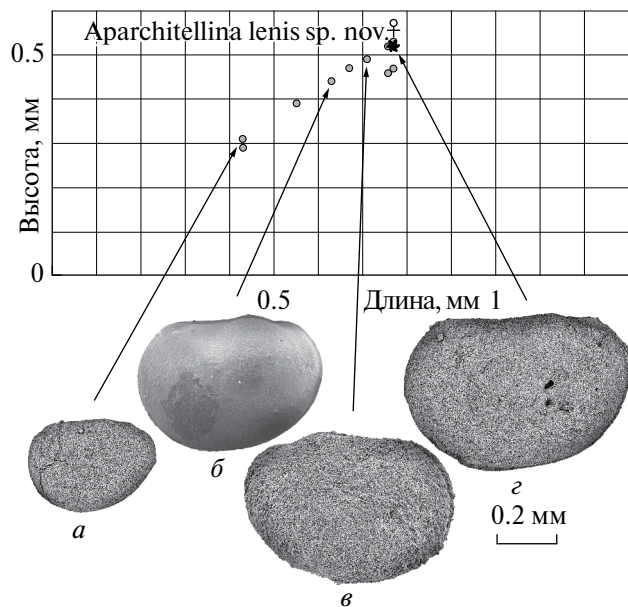 Aparchitellina lenis sp. nov. ♀
0.5
Высота, мм
0
0.5
Длина, мм 1
а
б
в
г
0.2 мм